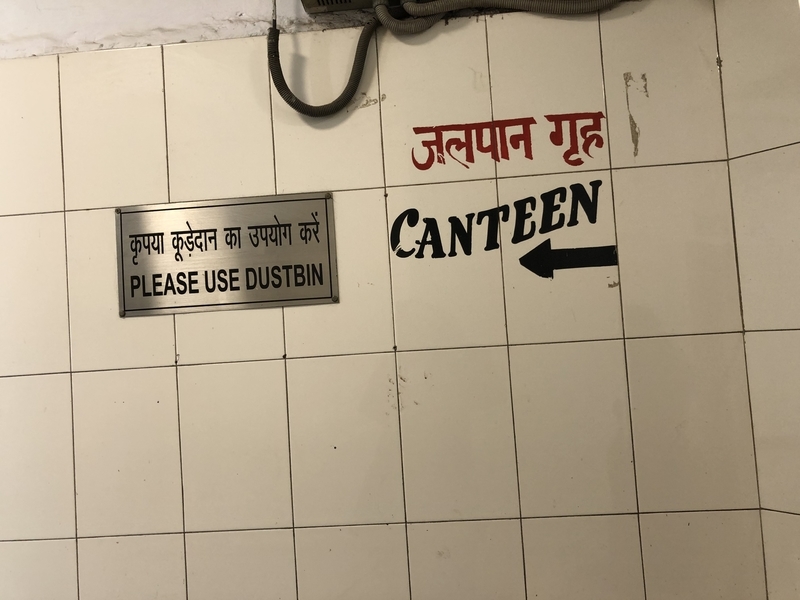 जलपान गृह
CANTEEN
कृपया कूड़ेदान का उपयोग करें
PLEASE USE DUSTBIN